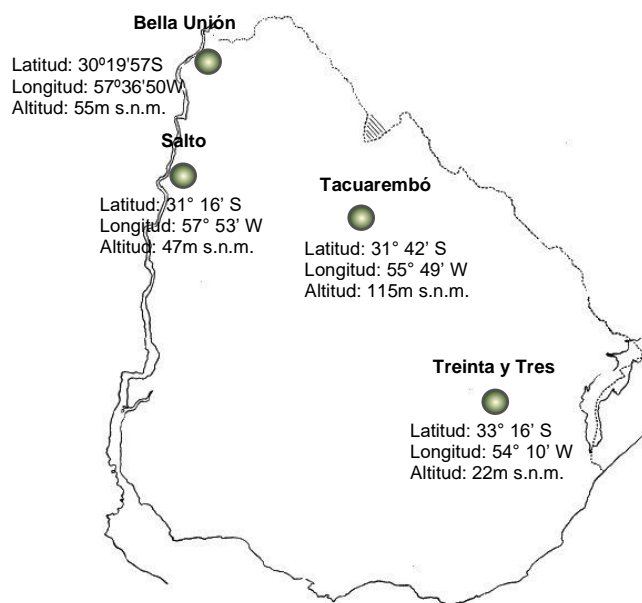 Bella Unión
Latitud: 30º19'57S
Longitud: 57º36'50W
Altitud: 55m s.n.m.
Salto
Latitud: 31° 16’ S
Longitud: 57° 53’ W
Altitud: 47m s.n.m.
Tacuarembó
Latitud: 31° 42’ S
Longitud: 55° 49’ W
Altitud: 115m s.n.m.
Treinta y Tres
Latitud: 33° 16’ S
Longitud: 54° 10’ W
Altitud: 22m s.n.m.